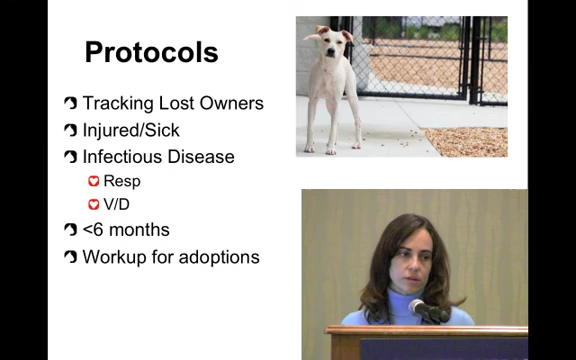 Protocols
Tracking Lost Owners
Injured/Sick
Infectious Disease
Resp
V/D
<6 months
Workup for adoptions